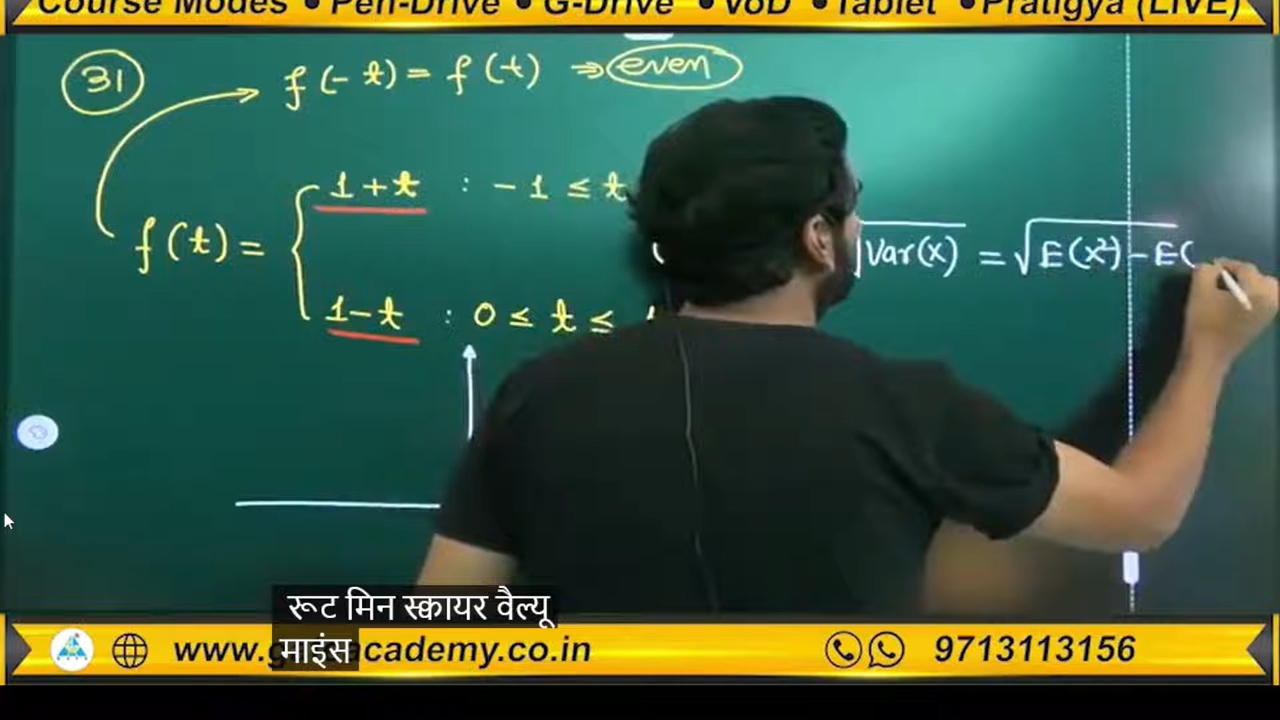 Course Modes • Pen-Drive • G-Drive • VoD • Tablet • Pratigya (LIVE)
31
f(-t) = f(t) ⇒ even
f(t) =
1+t : -1 ≤ t
1-t : 0 ≤ t ≤
√Var(x) = √E(x²) - E(
रूट मिन स्क्वायर वैल्यू
माइंस
academy.co.in
9713113156